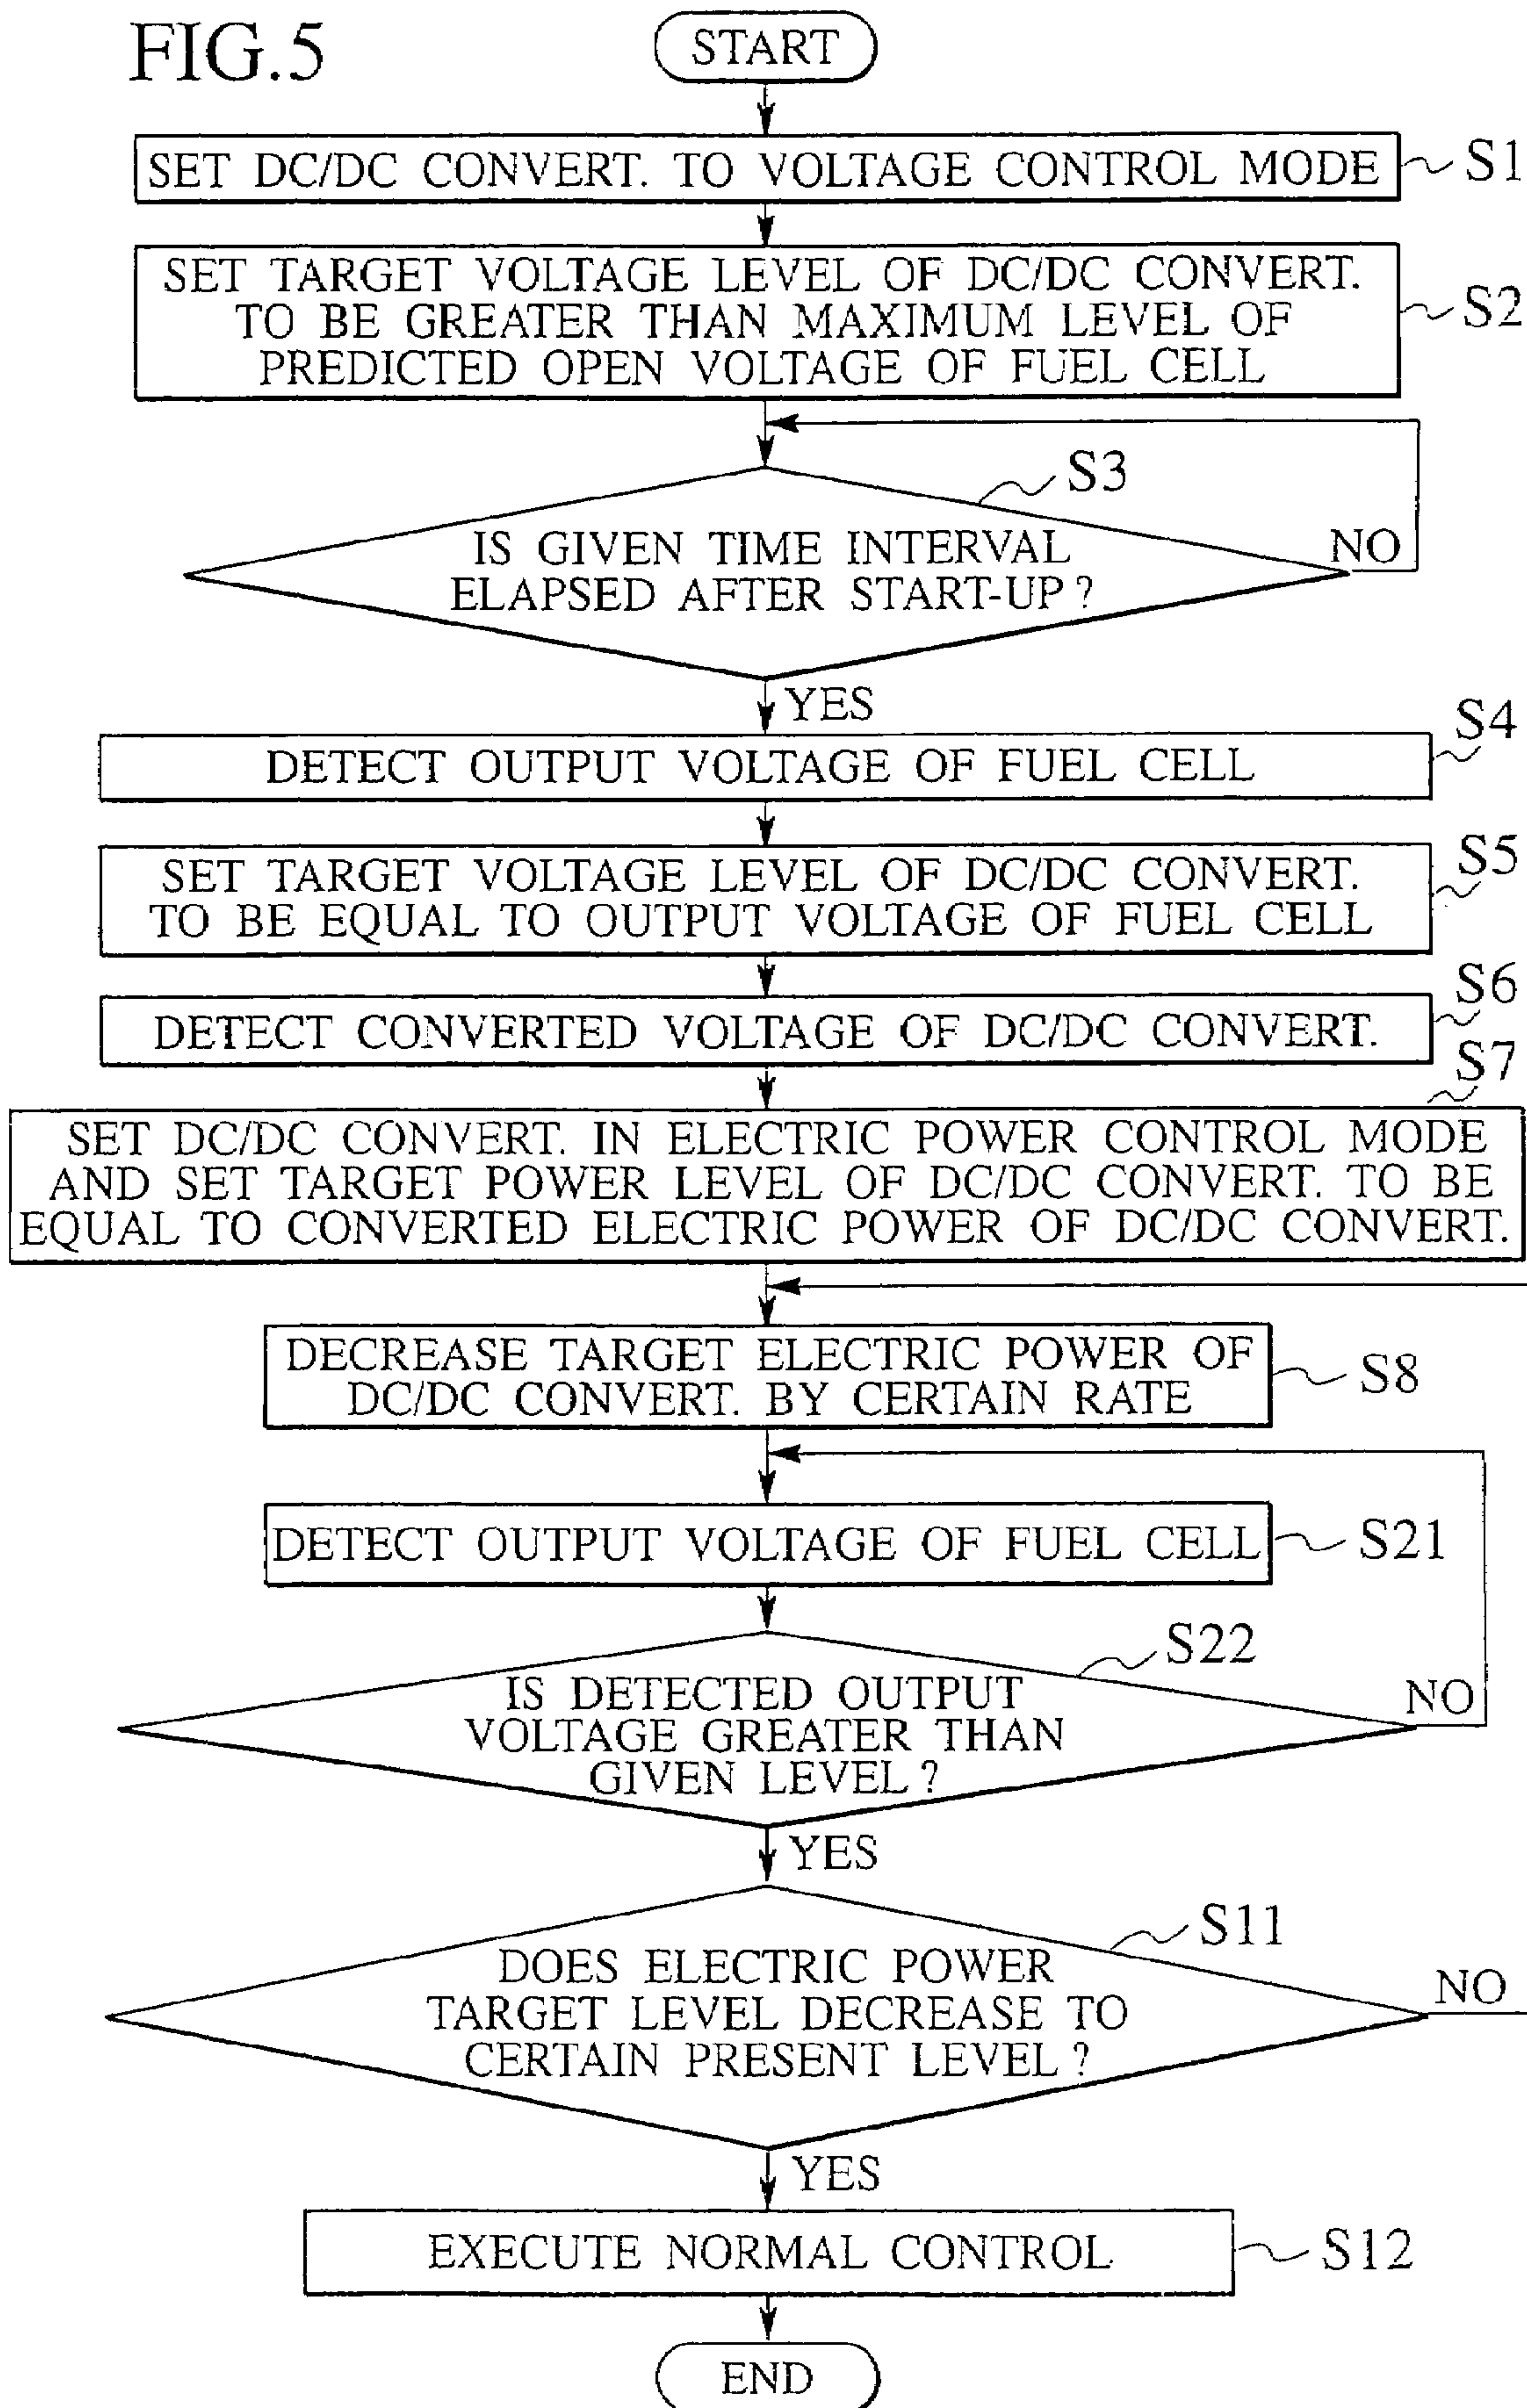 FIG.5
START
SET DC/DC CONVERT. TO VOLTAGE CONTROL MODE
S1
SET TARGET VOLTAGE LEVEL OF DC/DC CONVERT.
TO BE GREATER THAN MAXIMUM LEVEL OF
PREDICTED OPEN VOLTAGE OF FUEL CELL
S2
S3
IS GIVEN TIME INTERVAL
ELAPSED AFTER START-UP?
NO
YES
S4
DETECT OUTPUT VOLTAGE OF FUEL CELL
S5
SET TARGET VOLTAGE LEVEL OF DC/DC CONVERT.
TO BE EQUAL TO OUTPUT VOLTAGE OF FUEL CELL
S6
DETECT CONVERTED VOLTAGE OF DC/DC CONVERT.
S7
SET DC/DC CONVERT. IN ELECTRIC POWER CONTROL MODE
AND SET TARGET POWER LEVEL OF DC/DC CONVERT. TO BE
EQUAL TO CONVERTED ELECTRIC POWER OF DC/DC CONVERT.
DECREASE TARGET ELECTRIC POWER OF
DC/DC CONVERT. BY CERTAIN RATE
S8
DETECT OUTPUT VOLTAGE OF FUEL CELL
S21
S22
IS DETECTED OUTPUT
VOLTAGE GREATER THAN
GIVEN LEVEL?
NO
YES
S11
DOES ELECTRIC POWER
TARGET LEVEL DECREASE TO
CERTAIN PRESENT LEVEL?
NO
YES
EXECUTE NORMAL CONTROL
S12
END